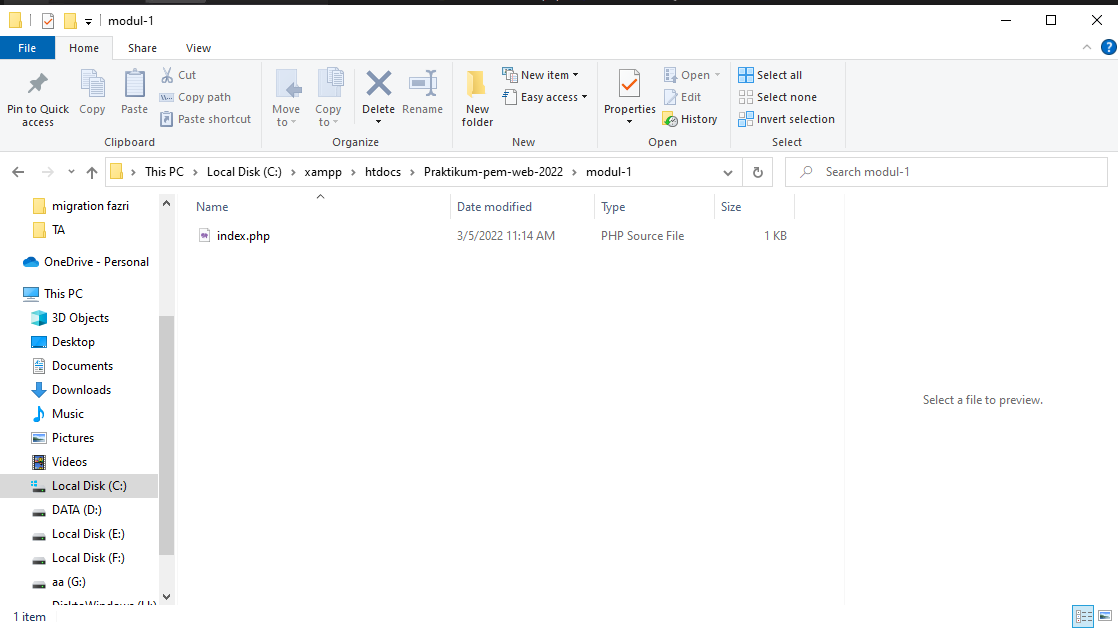 modul-1
File Home Share View
Pin to Quick access
Copy
Paste
Cut
Copy path
Paste shortcut
Clipboard
Move to
Copy to
Delete
Rename
Organize
New folder
New item
Easy access
New
Properties
Open
Edit
History
Open
Select all
Select none
Invert selection
Select
This PC > Local Disk (C:) > xampp > htdocs > Praktikum-pem-web-2022 > modul-1
Search modul-1
migration fazri
TA
OneDrive - Personal
This PC
3D Objects
Desktop
Documents
Downloads
Music
Pictures
Videos
Local Disk (C:)
DATA (D:)
Local Disk (E:)
Local Disk (F:)
aa (G:)
Name Date modified Type Size
index.php 3/5/2022 11:14 AM PHP Source File 1 KB
Select a file to preview.
1 item